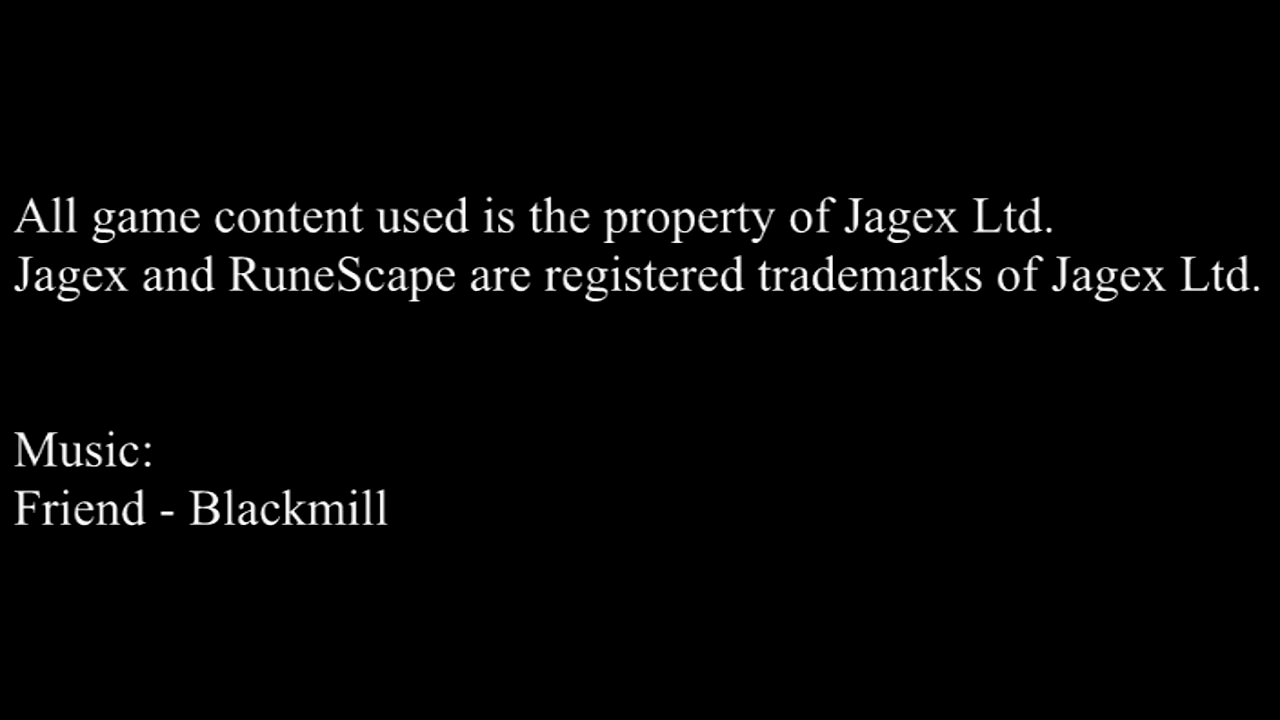 All game content used is the property of Jagex Ltd.
Jagex and RuneScape are registered trademarks of Jagex Ltd.
Music:
Friend - Blackmill